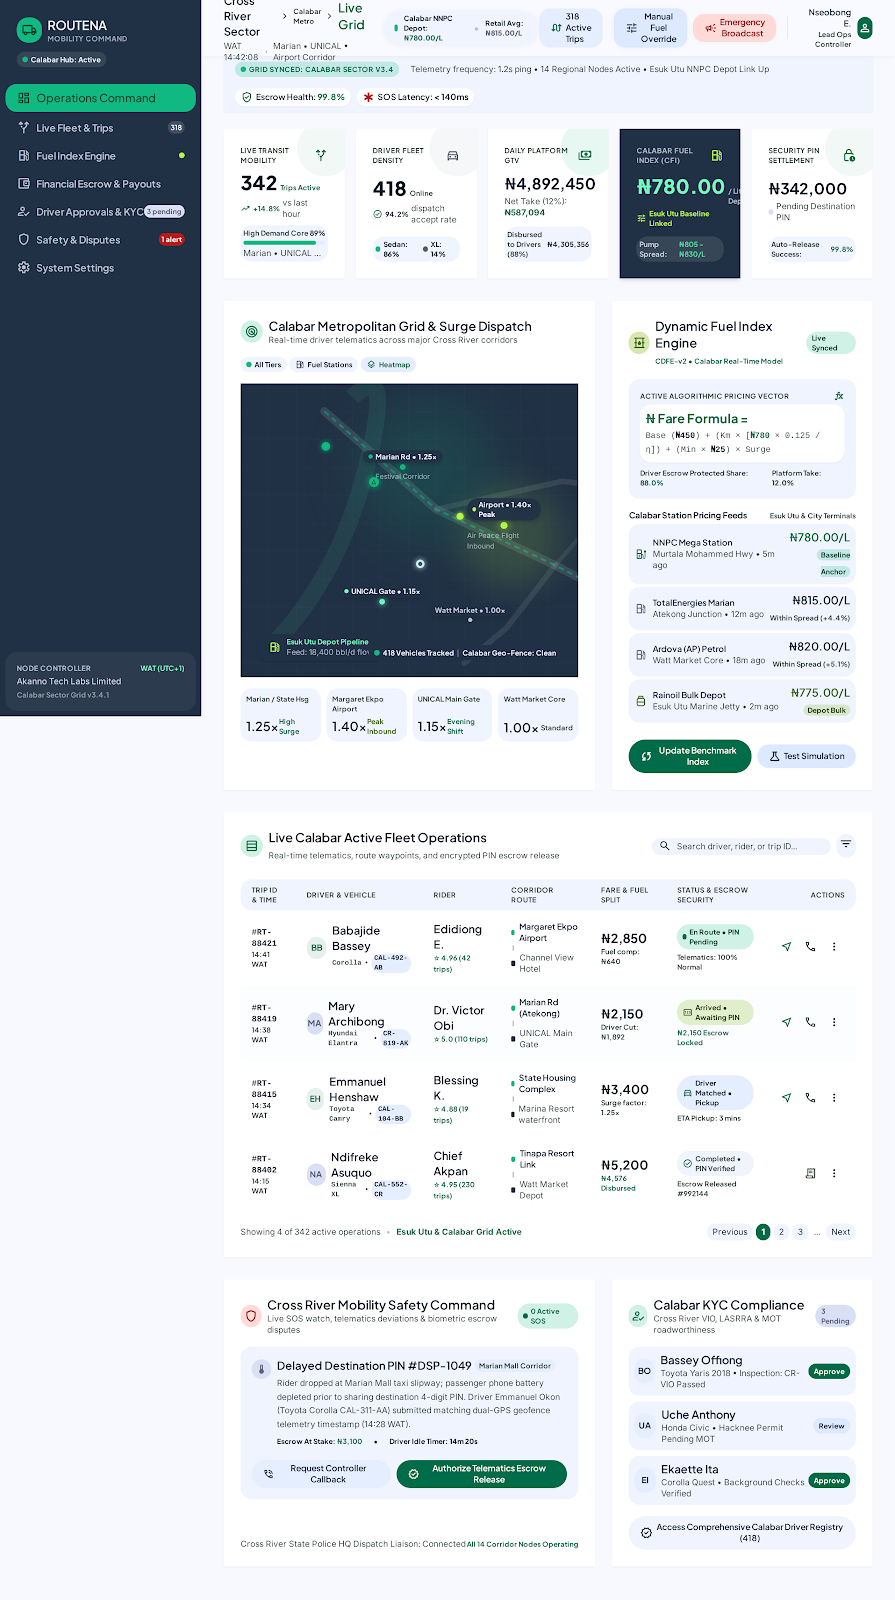 ROUTENA
MOBILITY COMMAND
Calabar Hub: Active
Operations Command
Live Fleet & Trips 318
Fuel Index Engine
Financial Escrow & Payouts
Driver Approvals & KYC 3 pending
Safety & Disputes 1 alert
System Settings
NODE CONTROLLER WAT (UTC+1)
Akanno Tech Labs Limited
Calabar Sector Grid v3.4.1
Cross
River
Sector
Calabar
Metro
Live
Grid
WAT
14:42:08
Marian • UNICAL •
Airport Corridor
Calabar NNPC
Depot:
₦780.00/L
Retail Avg:
₦815.00/L
318
Active
Trips
Manual
Fuel
Override
Emergency
Broadcast
Nseobong
E.
Lead Ops
Controller
GRID SYNCED: CALABAR SECTOR V3.4
Telemetry frequency: 1.2s ping • 14 Regional Nodes Active • Esuk Utu NNPC Depot Link Up
Escrow Health: 99.8%
SOS Latency: < 140ms
LIVE TRANSIT
MOBILITY
342 Trips Active
+14.8% vs last
hour
High Demand Core 89%
Marian • UNICAL ...
DRIVER FLEET
DENSITY
418 Online
94.2% dispatch
accept rate
Sedan:
86%
XL:
14%
DAILY PLATFORM
GTV
₦4,892,450
Net Take (12%):
₦587,094
Disbursed
to Drivers
(88%)
₦4,305,356
CALABAR FUEL
INDEX (CFI)
₦780.00
Esuk Utu Baseline
Linked
Pump
Spread:
₦805 -
₦830/L
SECURITY PIN
SETTLEMENT
₦342,000
Pending Destination
PIN
Auto-Release
Success:
99.8%
Calabar Metropolitan Grid & Surge Dispatch
Real-time driver telematics across major Cross River corridors
All Tiers
Fuel Stations
Heatmap
Marian Rd • 1.25×
Festival Corridor
Airport • 1.40×
Peak
Air Peace Flight
Inbound
UNICAL Gate • 1.15×
Watt Market • 1.00×
Esuk Utu Depot Pipeline
Feed: 18,400 bbl/d flow
418 Vehicles Tracked | Calabar Geo-Fence: Clean
Marian / State Hsg
1.25× High
Surge
Margaret Ekpo
Airport
1.40× Peak
Inbound
UNICAL Main Gate
1.15× Evening
Shift
Watt Market Core
1.00× Standard
Dynamic Fuel Index
Engine
CDFE-v2 • Calabar Real-Time Model
Live
Synced
ACTIVE ALGORITHMIC PRICING VECTOR fx
₦ Fare Formula =
Base (₦450) + (Km × [₦780 × 0.125 /
η]) + (Min × ₦25) × Surge
Driver Escrow Protected Share:
88.0%
Platform Take:
12.0%
Calabar Station Pricing Feeds Esuk Utu & City Terminals
NNPC Mega Station
Murtala Mohammed Hwy • 5m
ago
₦780.00/L
Baseline
Anchor
TotalEnergies Marian
Atekong Junction • 12m ago
₦815.00/L
Within Spread (+4.4%)
Ardova (AP) Petrol
Watt Market Core • 18m ago
₦820.00/L
Within Spread (+5.1%)
Rainoil Bulk Depot
Esuk Utu Marine Jetty • 2m ago
₦775.00/L
Depot Bulk
Update Benchmark
Index
Test Simulation
Live Calabar Active Fleet Operations
Real-time telematics, route waypoints, and encrypted PIN escrow release
Search driver, rider, or trip ID...
TRIP ID
& TIME
DRIVER & VEHICLE
RIDER
CORRIDOR
ROUTE
FARE & FUEL
SPLIT
STATUS & ESCROW
SECURITY
ACTIONS
#RT-
88421
14:41
WAT
BB
Babajide
Bassey
Corolla • CAL-492-
AB
Edidiong
E.
☆ 4.96 (42
trips)
Margaret Ekpo
Airport
Channel View
Hotel
₦2,850
Fuel comp:
₦640
En Route • PIN
Pending
Telematics: 100%
Normal
#RT-
88419
14:38
WAT
MA
Mary
Archibong
Hyundai
Elantra
• CR-
819-AK
Dr. Victor
Obi
☆ 5.0 (110 trips)
Marian Rd
(Atekong)
UNICAL Main
Gate
₦2,150
Driver Cut:
₦1,892
Arrived •
Awaiting PIN
₦2,150 Escrow
Locked
#RT-
88415
14:34
WAT
EH
Emmanuel
Henshaw
Toyota
Camry
• CAL-
104-BB
Blessing
K.
☆ 4.88 (19
trips)
State Housing
Complex
Marina Resort
waterfront
₦3,400
Surge factor:
1.25×
Driver
Matched •
Pickup
ETA Pickup: 3 mins
#RT-
88402
14:15
WAT
NA
Ndifreke
Asuquo
Sienna
XL
• CAL-552-
CR
Chief
Akpan
☆ 4.95 (230
trips)
Tinapa Resort
Link
Watt Market
Depot
₦5,200
₦4,576
Disbursed
Completed •
PIN Verified
Escrow Released
#992144
Showing 4 of 342 active operations • Esuk Utu & Calabar Grid Active
Previous 1 2 3 ... Next
Cross River Mobility Safety Command
Live SOS watch, telematics deviations & biometric escrow
disputes
0 Active
SOS
Delayed Destination PIN #DSP-1049 Marian Mall Corridor
Rider dropped at Marian Mall taxi slipway; passenger phone battery
depleted prior to sharing destination 4-digit PIN. Driver Emmanuel Okon
(Toyota Corolla CAL-311-AA) submitted matching dual-GPS geofence
telemetry timestamp (14:28 WAT).
Escrow At Stake: ₦3,100 • Driver Idle Timer: 14m 20s
Request Controller
Callback
Authorize Telematics Escrow
Release
Cross River State Police HQ Dispatch Liaison: Connected All 14 Corridor Nodes Operating
Calabar KYC Compliance
Cross River VIO, LASRRA & MOT
roadworthiness
3
Pending
BO
Bassey Offiong
Toyota Yaris 2018 • Inspection: CR-
VIO Passed
Approve
UA
Uche Anthony
Honda Civic • Hacknee Permit
Pending MOT
Review
EI
Ekaette Ita
Corolla Quest • Background Checks
Verified
Approve
Access Comprehensive Calabar Driver Registry
(418)